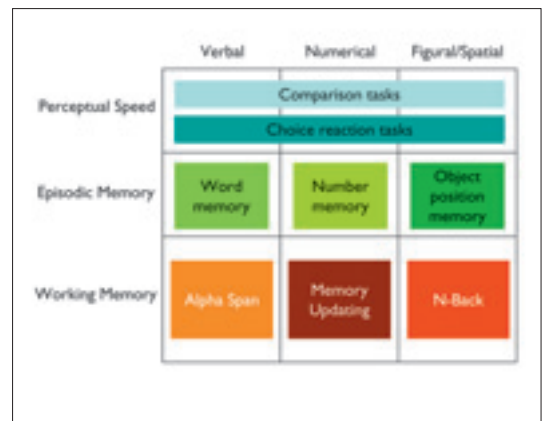 Verbal Numerical Figural/Spatial
Perceptual Speed
Comparison tasks
Choice reaction tasks
Episodic Memory
Word
memory
Number
memory
Object
position
memory
Working Memory
Alpha Span
Memory
Updating
N-Back